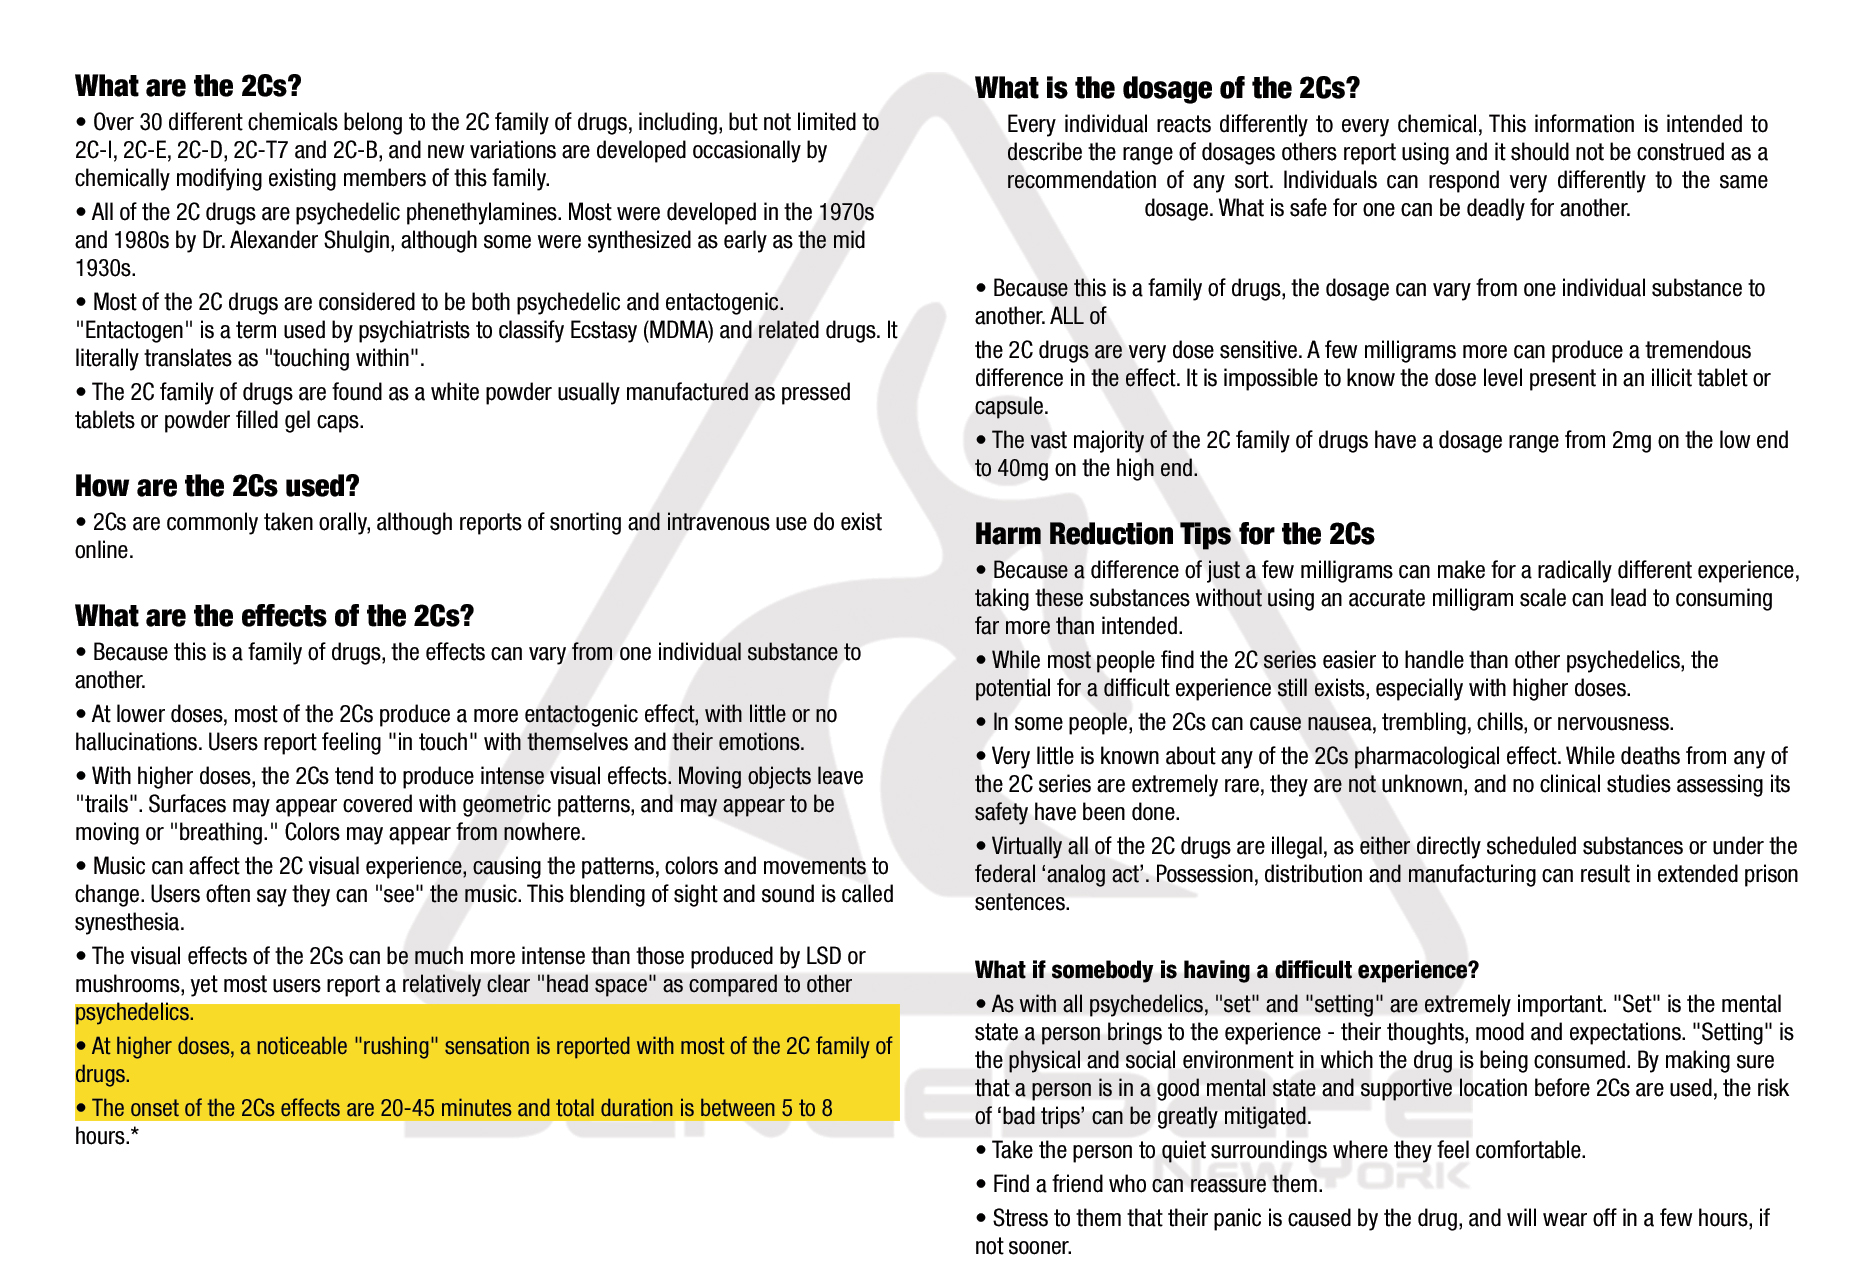 What are the 2Cs?
• Over 30 different chemicals belong to the 2C family of drugs, including, but not limited to
2C-I, 2C-E, 2C-D, 2C-T7 and 2C-B, and new variations are developed occasionally by
chemically modifying existing members of this family.
• All of the 2C drugs are psychedelic phenethylamines. Most were developed in the 1970s
and 1980s by Dr. Alexander Shulgin, although some were synthesized as early as the mid
1930s.
• Most of the 2C drugs are considered to be both psychedelic and entactogenic.
"Entactogen" is a term used by psychiatrists to classify Ecstasy (MDMA) and related drugs. It
literally translates as "touching within".
• The 2C family of drugs are found as a white powder usually manufactured as pressed
tablets or powder filled gel caps.
How are the 2Cs used?
• 2Cs are commonly taken orally, although reports of snorting and intravenous use do exist
online.
What are the effects of the 2Cs?
• Because this is a family of drugs, the effects can vary from one individual substance to
another.
• At lower doses, most of the 2Cs produce a more entactogenic effect, with little or no
hallucinations. Users report feeling "in touch" with themselves and their emotions.
• With higher doses, the 2Cs tend to produce intense visual effects. Moving objects leave
"trails". Surfaces may appear covered with geometric patterns, and may appear to be
moving or "breathing." Colors may appear from nowhere.
• Music can affect the 2C visual experience, causing the patterns, colors and movements to
change. Users often say they can "see" the music. This blending of sight and sound is called
synesthesia.
• The visual effects of the 2Cs can be much more intense than those produced by LSD or
mushrooms, yet most users report a relatively clear "head space" as compared to other
psychedelics.
• At higher doses, a noticeable "rushing" sensation is reported with most of the 2C family of
drugs.
• The onset of the 2Cs effects are 20-45 minutes and total duration is between 5 to 8
hours.*
What is the dosage of the 2Cs?
Every individual reacts differently to every chemical, This information is intended to
describe the range of dosages others report using and it should not be construed as a
recommendation of any sort. Individuals can respond very differently to the same
dosage. What is safe for one can be deadly for another.
• Because this is a family of drugs, the dosage can vary from one individual substance to
another. ALL of
the 2C drugs are very dose sensitive. A few milligrams more can produce a tremendous
difference in the effect. It is impossible to know the dose level present in an illicit tablet or
capsule.
• The vast majority of the 2C family of drugs have a dosage range from 2mg on the low end
to 40mg on the high end.
Harm Reduction Tips for the 2Cs
• Because a difference of just a few milligrams can make for a radically different experience,
taking these substances without using an accurate milligram scale can lead to consuming
far more than intended.
• While most people find the 2C series easier to handle than other psychedelics, the
potential for a difficult experience still exists, especially with higher doses.
• In some people, the 2Cs can cause nausea, trembling, chills, or nervousness.
• Very little is known about any of the 2Cs pharmacological effect. While deaths from any of
the 2C series are extremely rare, they are not unknown, and no clinical studies assessing its
safety have been done.
• Virtually all of the 2C drugs are illegal, as either directly scheduled substances or under the
federal ‘analog act’. Possession, distribution and manufacturing can result in extended prison
sentences.
What if somebody is having a difficult experience?
• As with all psychedelics, "set" and "setting" are extremely important. "Set" is the mental
state a person brings to the experience - their thoughts, mood and expectations. "Setting" is
the physical and social environment in which the drug is being consumed. By making sure
that a person is in a good mental state and supportive location before 2Cs are used, the risk
of ‘bad trips’ can be greatly mitigated.
• Take the person to quiet surroundings where they feel comfortable.
• Find a friend who can reassure them.
• Stress to them that their panic is caused by the drug, and will wear off in a few hours, if
not sooner.
New York